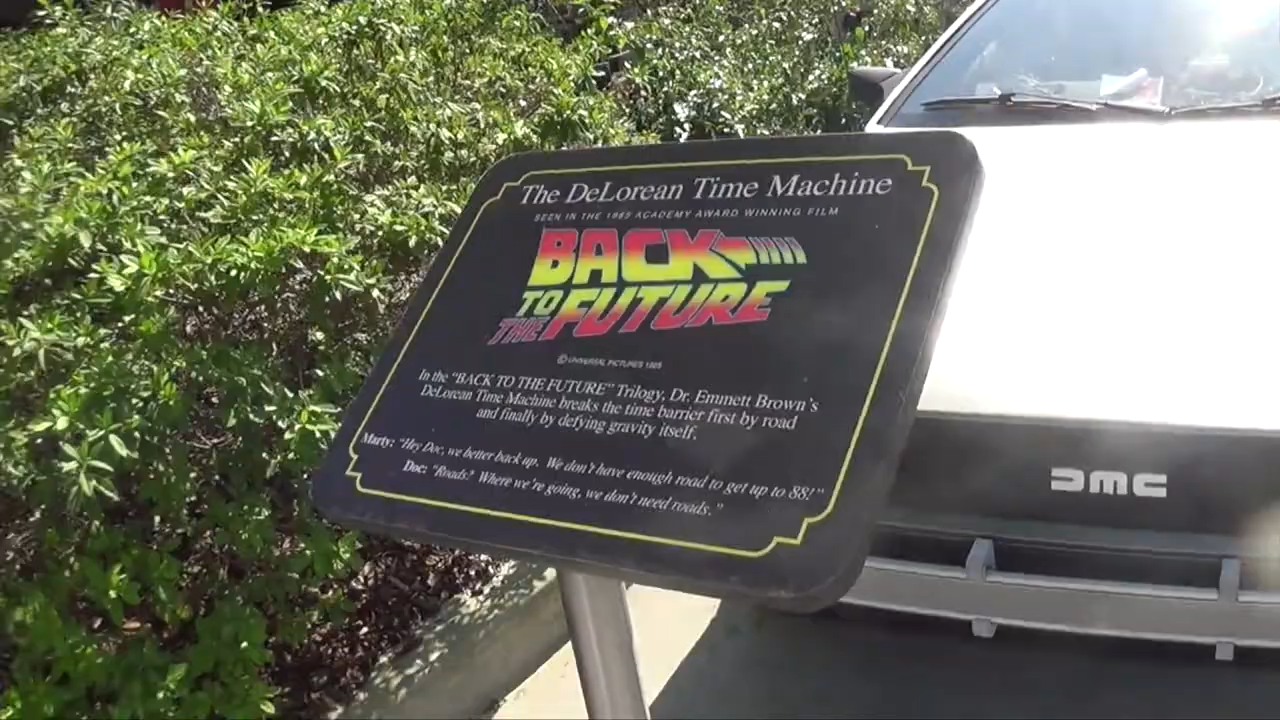 The DeLorean Time Machine
SEEN IN THE 1985 ACADEMY AWARD WINNING FILM
BACK
TO
THE FUTURE
© UNIVERSAL PICTURES 1985
In the "BACK TO THE FUTURE" Trilogy, Dr. Emmett Brown's
DeLorean Time Machine breaks the time barrier first by road
and finally by defying gravity itself.
Marty: "Hey Doc, we better back up. We don't have enough road to get up to 88!"
Doc: "Roads? Where we're going, we don't need roads."
DMC